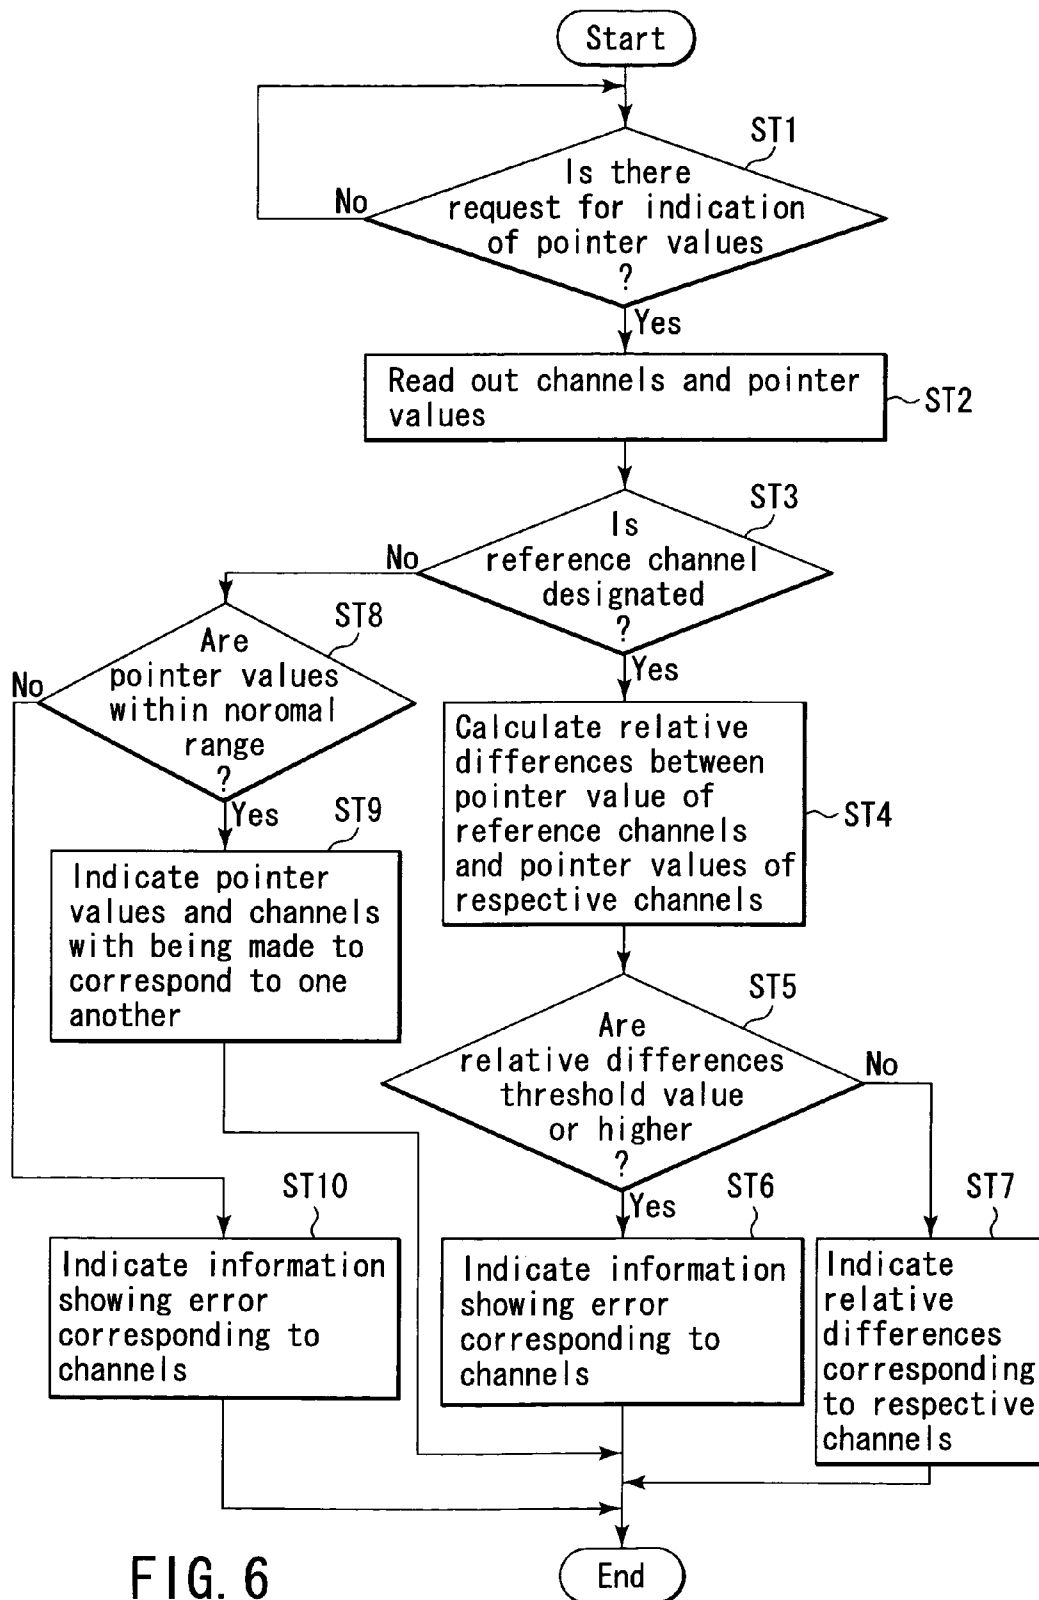 Start
ST1
Is there
request for indication
of pointer values
?
No
Yes
Read out channels and pointer
values
ST2
ST3
Is
reference channel
designated
?
No
Yes
ST8
Are
pointer values
within noromal
range
?
No
Yes
ST9
Indicate pointer
values and channels
with being made to
correspond to one
another
Calculate relative
differences between
pointer value of
reference channels
and pointer values of
respective channels
ST4
ST5
Are
relative differences
threshold value
or higher
?
No
Yes
ST10
Indicate information
showing error
corresponding to
channels
ST6
Indicate information
showing error
corresponding to
channels
ST7
Indicate
relative
differences
corresponding
to respective
channels
End
FIG. 6